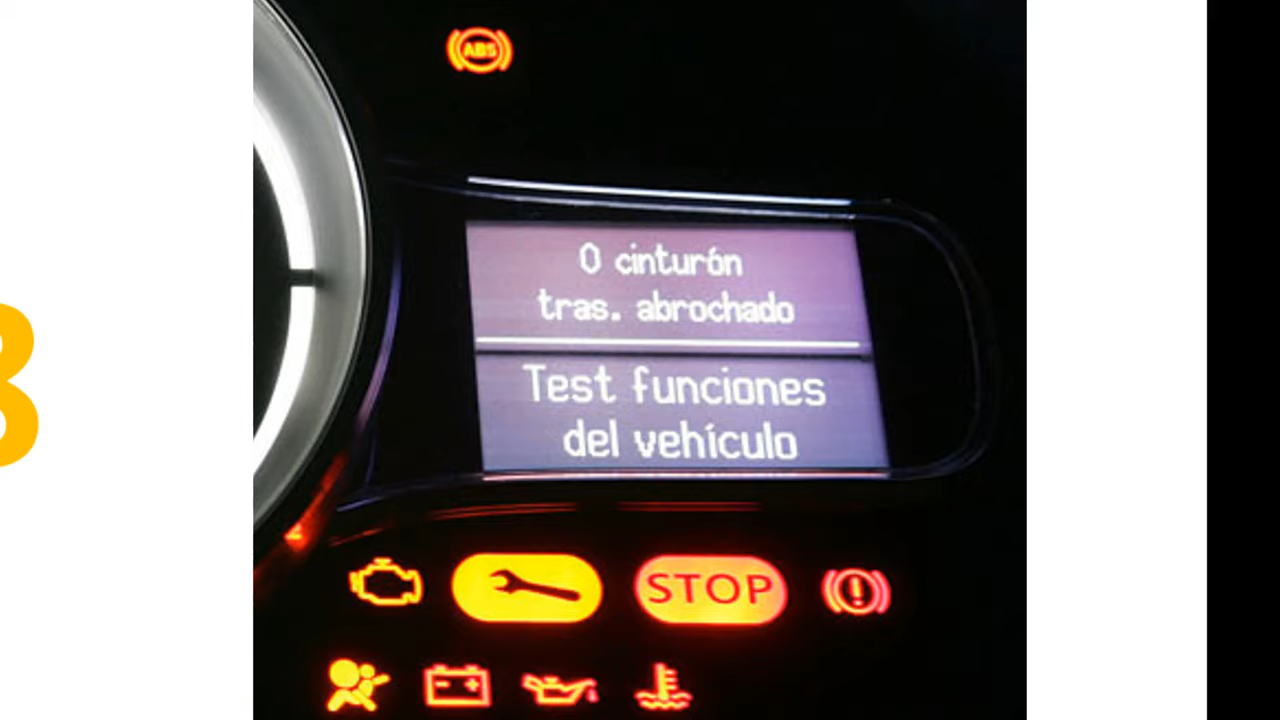 ABS
0 cinturón
tras. abrochado
Test funciones
del vehículo
STOP